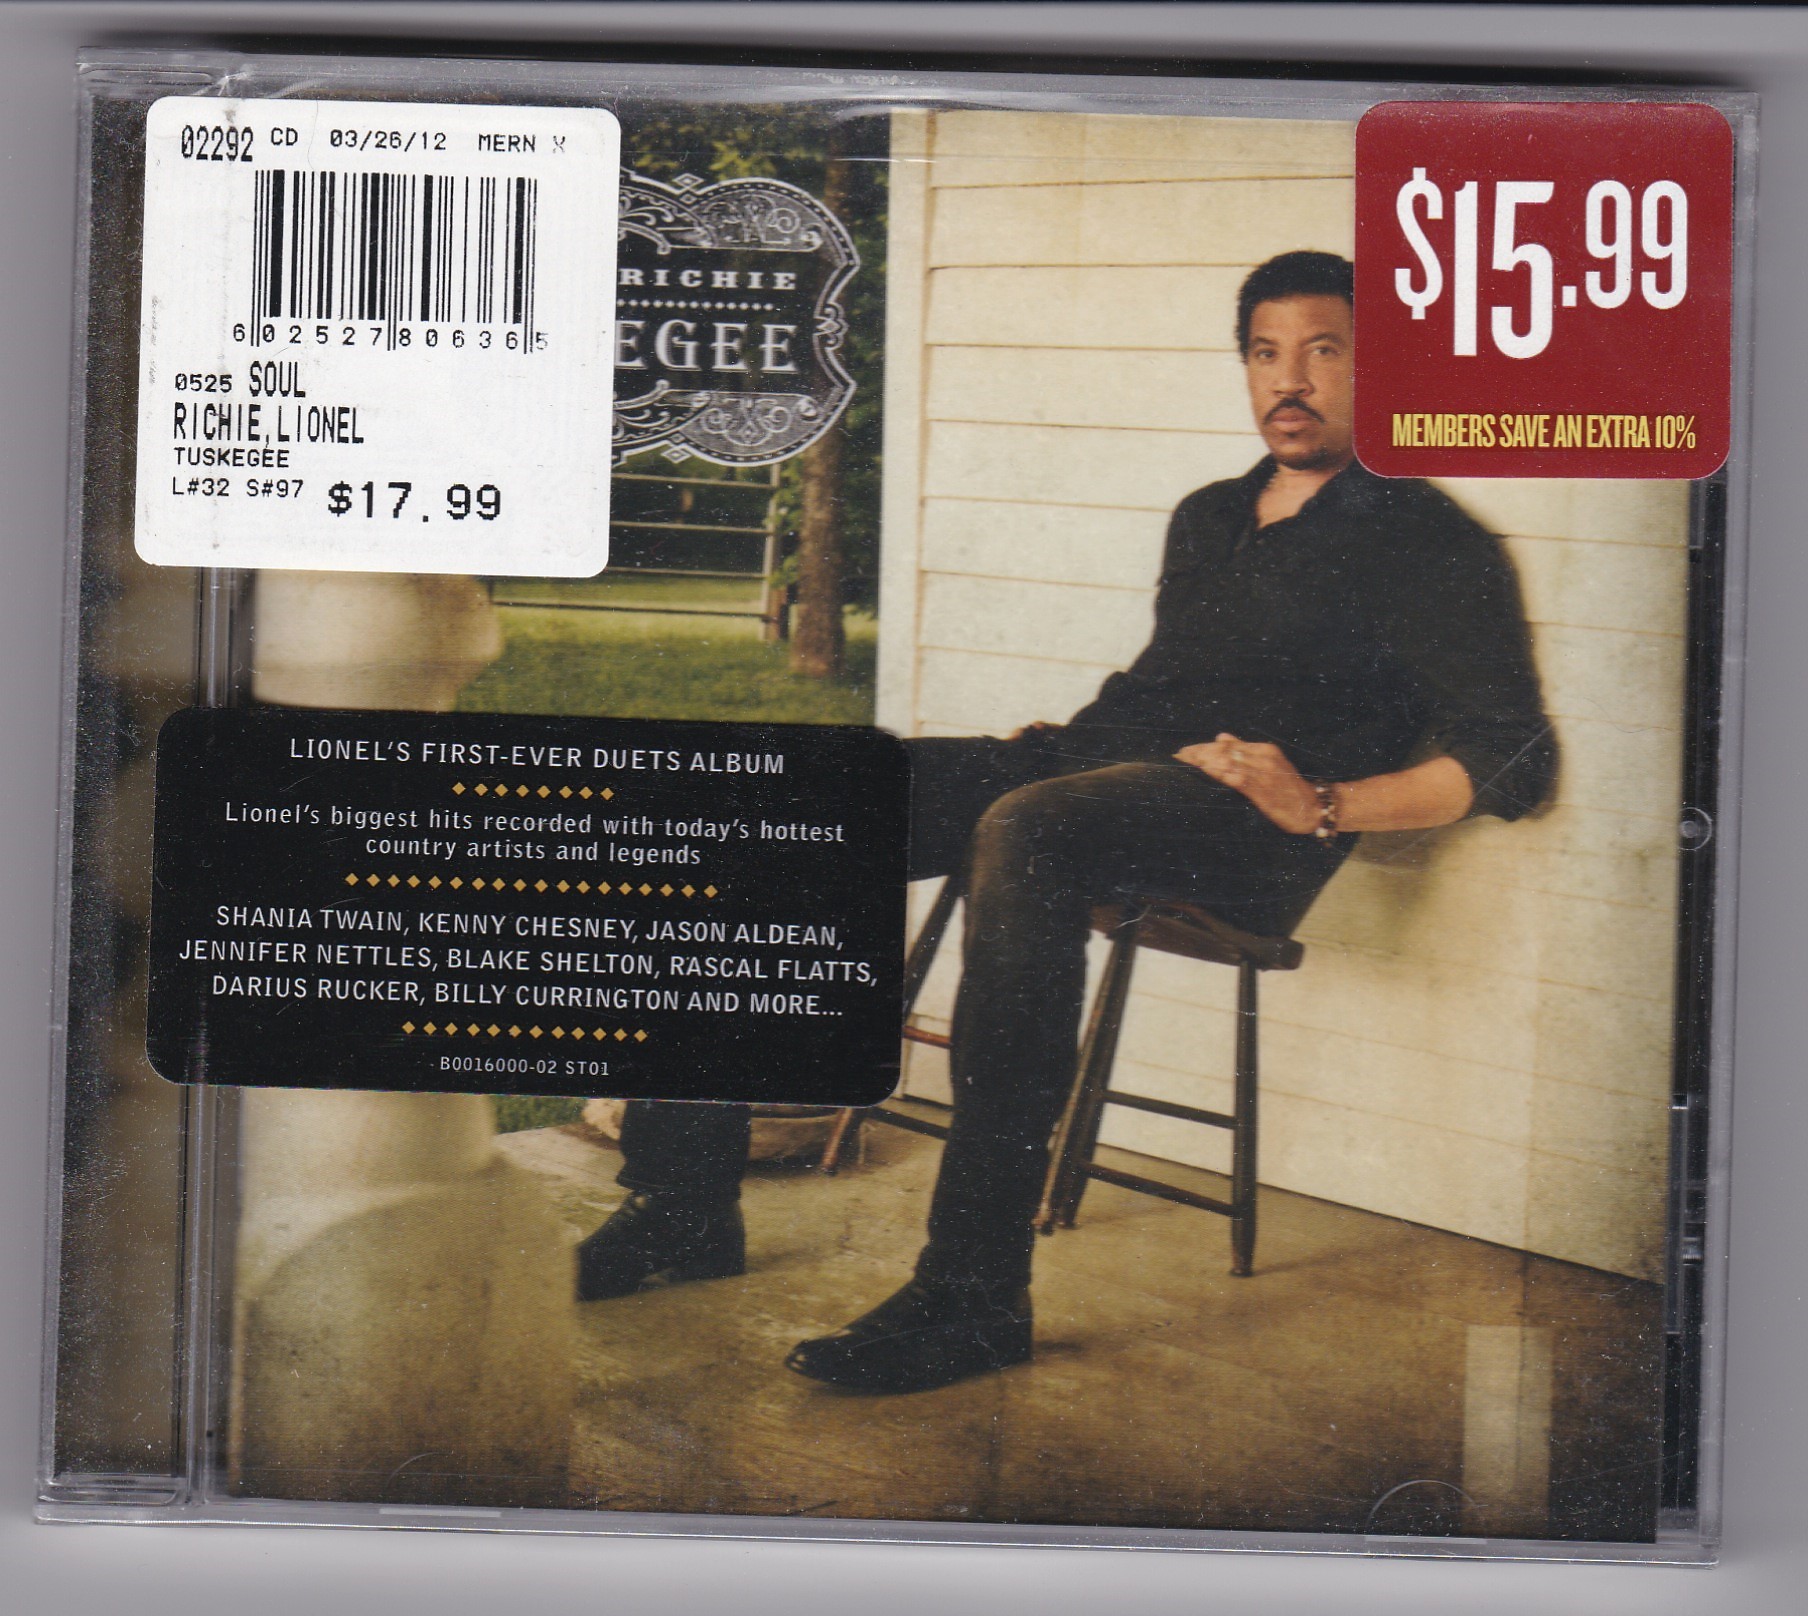 02292 CD 03/26/12 MERN X
6 02527 80636 5
0525 SOUL
RICHIE,LIONEL
TUSKEGEE
L#32 S#97 $17.99
RICHIE
EGEE
$15.99
MEMBERS SAVE AN EXTRA 10%
LIONEL'S FIRST-EVER DUETS ALBUM
Lionel's biggest hits recorded with today's hottest
country artists and legends
SHANIA TWAIN, KENNY CHESNEY, JASON ALDEAN,
JENNIFER NETTLES, BLAKE SHELTON, RASCAL FLATTS,
DARIUS RUCKER, BILLY CURRINGTON AND MORE...
B0016000-02 ST01